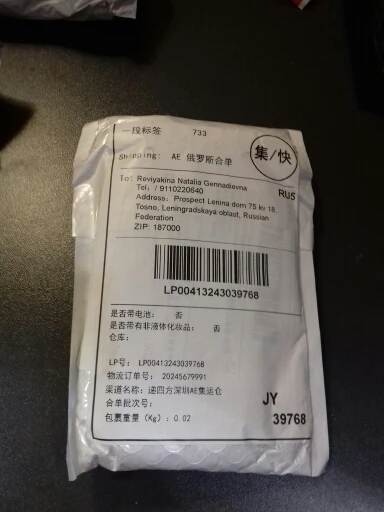 一段标签 733
Shipping: AE 俄罗斯合单
集/快
To: Reviyakina Natalia Gennadievna
RU5
Tel: / 9110220640
Address: Prospect Lenina dom 75 kv 18,
Tosno, Leningradskaya oblast, Russian
Federation
ZIP: 187000
LP00413243039768
是否带电池: 否
是否带有非液体化妆品: 否
仓库:
LP号: LP00413243039768
物流订单号: 20245679991
渠道名称: 递四方深圳AE集运仓
合单批次号:
JY
包裹重量 (Kg): 0.02
39768